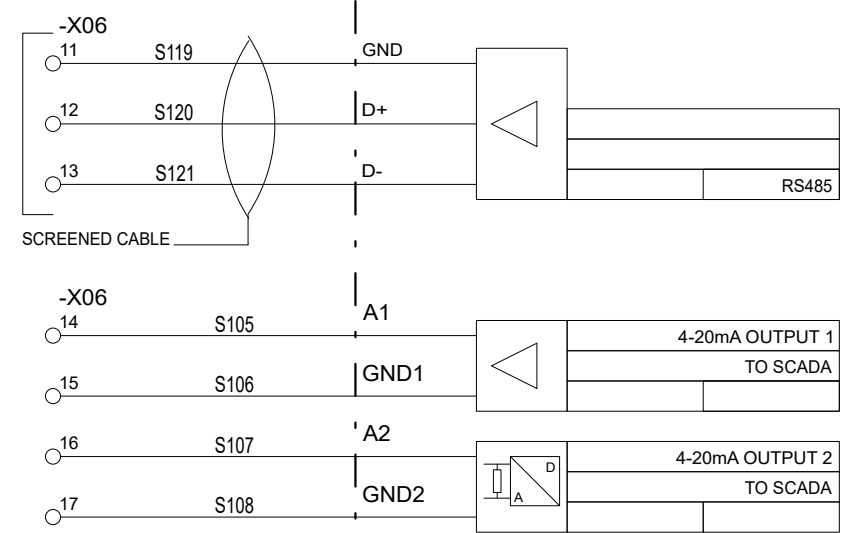 -X06
11 S119 GND
12 S120 D+
13 S121 D-
RS485
SCREENED CABLE
-X06
14 S105 A1
4-20mA OUTPUT 1
TO SCADA
15 S106 GND1
16 S107 A2
4-20mA OUTPUT 2
D
TO SCADA
A
17 S108 GND2